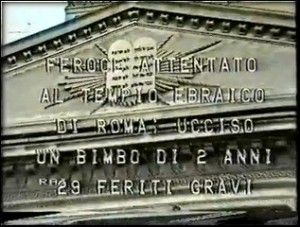 FEROCE ATTENTATO
AL TEMPIO EBRAICO
DI ROMA: UCCISO
UN BIMBO DI 2 ANNI
29 FERITI GRAVI